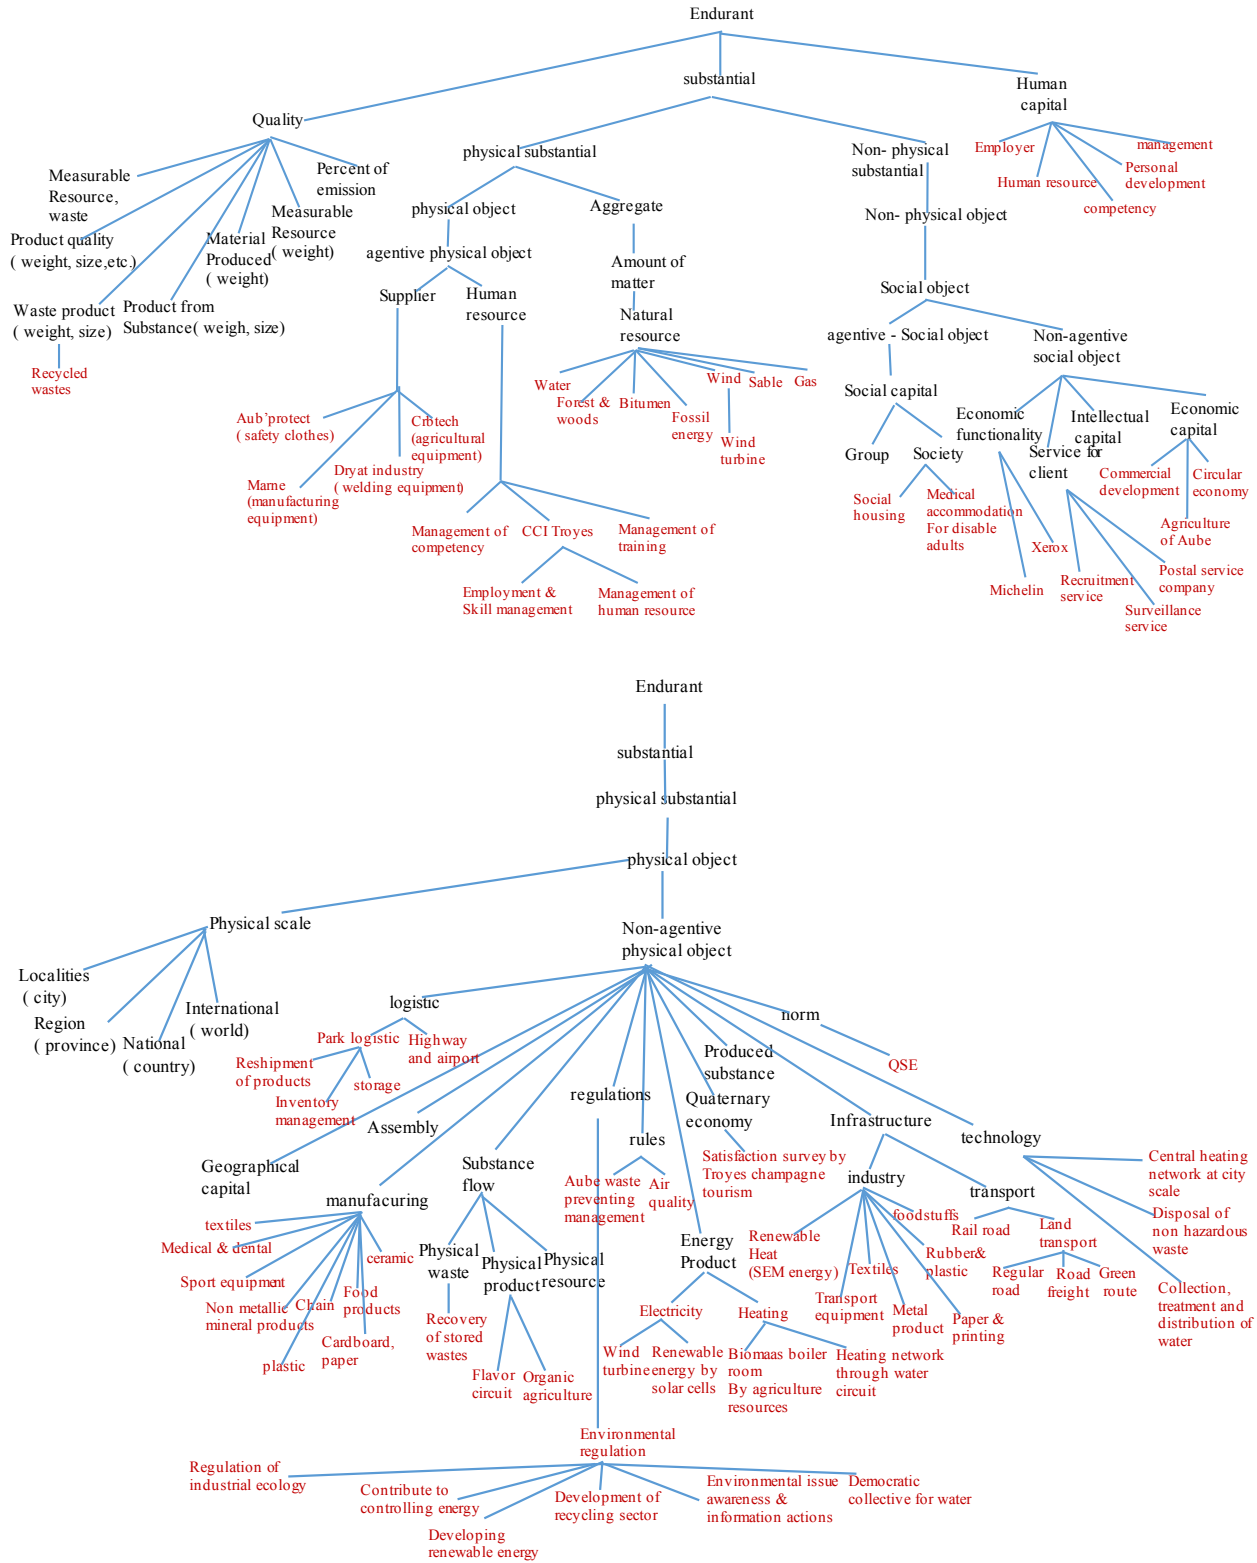 Endurant
substantial
Human
capital
Quality
Employer
management
Human resource
Personal
development
competency
physical substantial
Non- physical
substantial
Measurable
Resource,
waste
Percent of
emission
Product quality
( weight, size,etc.)
Material
Produced
( weight)
Measurable
Resource
( weight)
Waste product
( weight, size)
Product from
Substance( weigh, size)
Recycled
wastes
physical object
Aggregate
Non- physical object
agentive physical object
Amount of
matter
Supplier
Human
resource
Natural
resource
Social object
agentive - Social object
Non-agentive
social object
Water
Forest &
woods
Bitumen
Fossil
energy
Wind
Sable
Gas
Wind
turbine
Social capital
Economic
functionality
Intellectual
capital
Economic
capital
Group
Society
Service for
client
Aub’protect
( safety clothes)
Crbtech
(agricultural
equipment)
Dryat industry
( welding equipment)
Marne
(manufacturing
equipment)
Social
housing
Medical
accommodation
For disable
adults
Commercial
development
Circular
economy
Agriculture
of Aube
Management of
competency
CCI Troyes
Management of
training
Xerox
Michelin
Recruitment
service
Postal service
company
Surveillance
service
Employment &
Skill management
Management of
human resource
Endurant
substantial
physical substantial
physical object
Physical scale
Non-agentive
physical object
Localities
( city)
Region
( province)
National
( country)
International
( world)
logistic
norm
Park logistic
Highway
and airport
Reshipment
of products
storage
Inventory
management
QSE
Produced
substance
regulations
Quaternary
economy
Assembly
Infrastructure
technology
rules
Geographical
capital
Substance
flow
Satisfaction survey by
Troyes champagne
tourism
Aube waste
preventing
management
Air
quality
industry
transport
Central heating
network at city
scale
Disposal of
non hazardous
waste
Collection,
treatment and
distribution of
water
manufacuring
textiles
Medical & dental
Sport equipment
Non metallic
mineral products
Chain
plastic
Food
products
Cardboard,
paper
ceramic
Physical
waste
Physical
product
Physical
resource
Recovery
of stored
wastes
Flavor
circuit
Organic
agriculture
Energy
Product
Electricity
Heating
Wind
turbine
Renewable
energy by
solar cells
Biomaas boiler
room
By agriculture
resources
Heating network
through water
circuit
Renewable
Heat
(SEM energy)
Textiles
Transport
equipment
Metal
product
Paper &
printing
Rubber&
plastic
foodstuffs
Rail road
Land
transport
Regular
road
Road
freight
Green
route
Environmental
regulation
Regulation of
industrial ecology
Contribute to
controlling energy
Developing
renewable energy
Development of
recycling sector
Environmental issue
awareness &
information actions
Democratic
collective for water